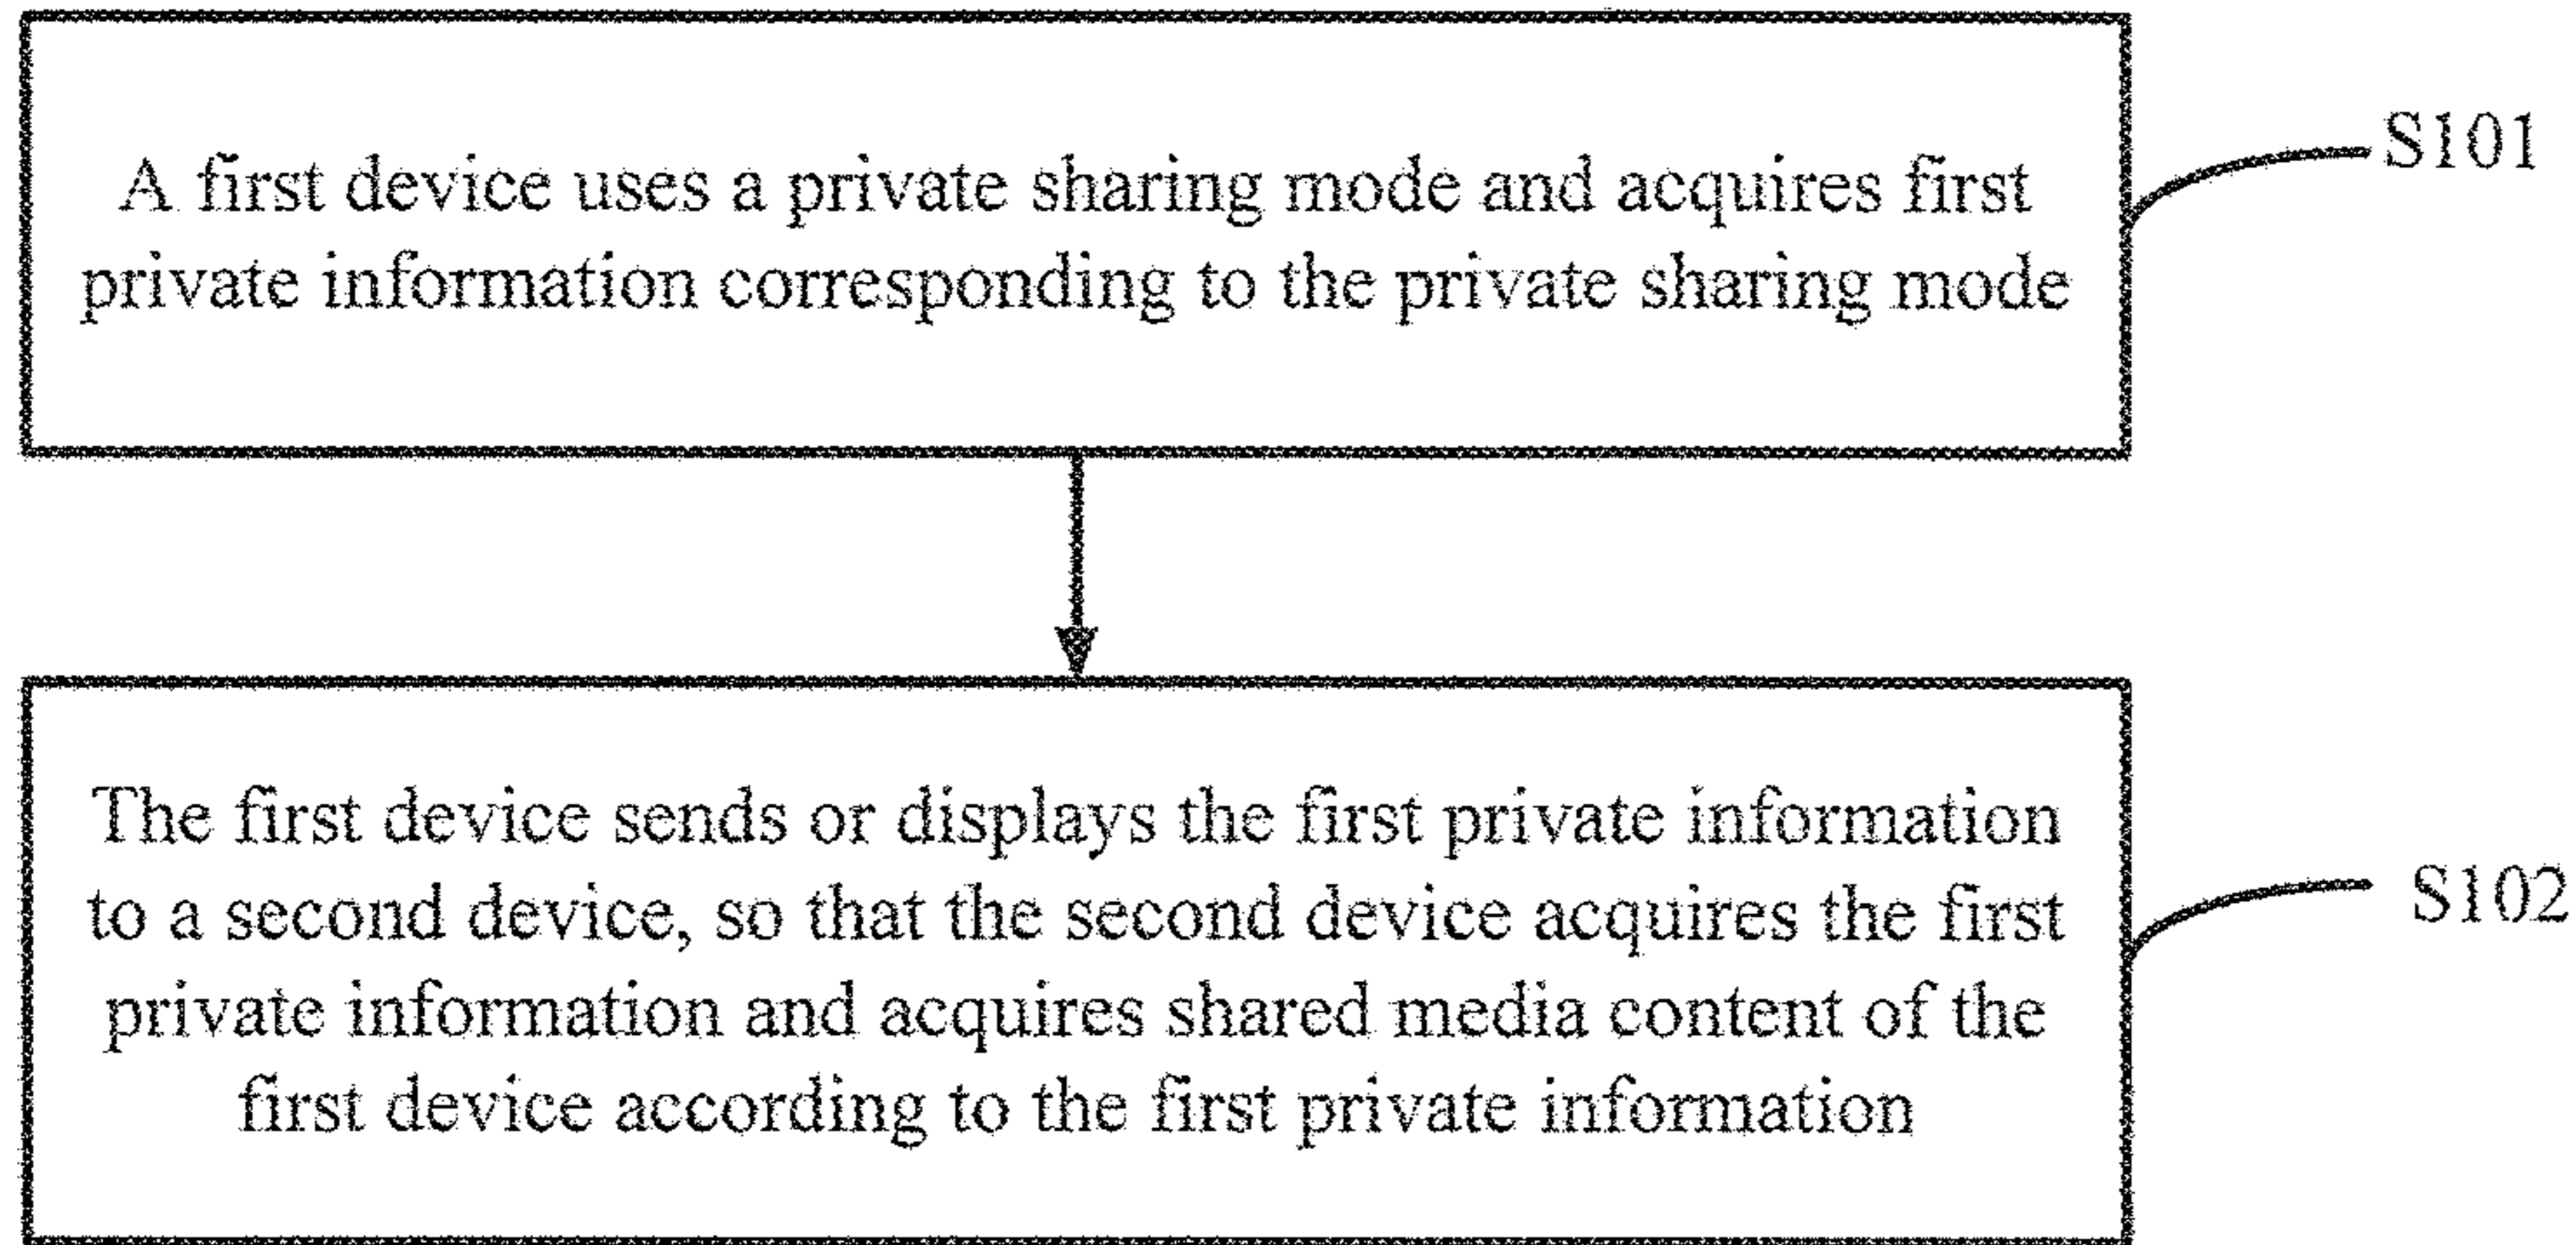 A first device uses a private sharing mode and acquires first
private information corresponding to the private sharing mode
S101
The first device sends or displays the first private information
to a second device, so that the second device acquires the first
private information and acquires shared media content of the
first device according to the first private information
S102